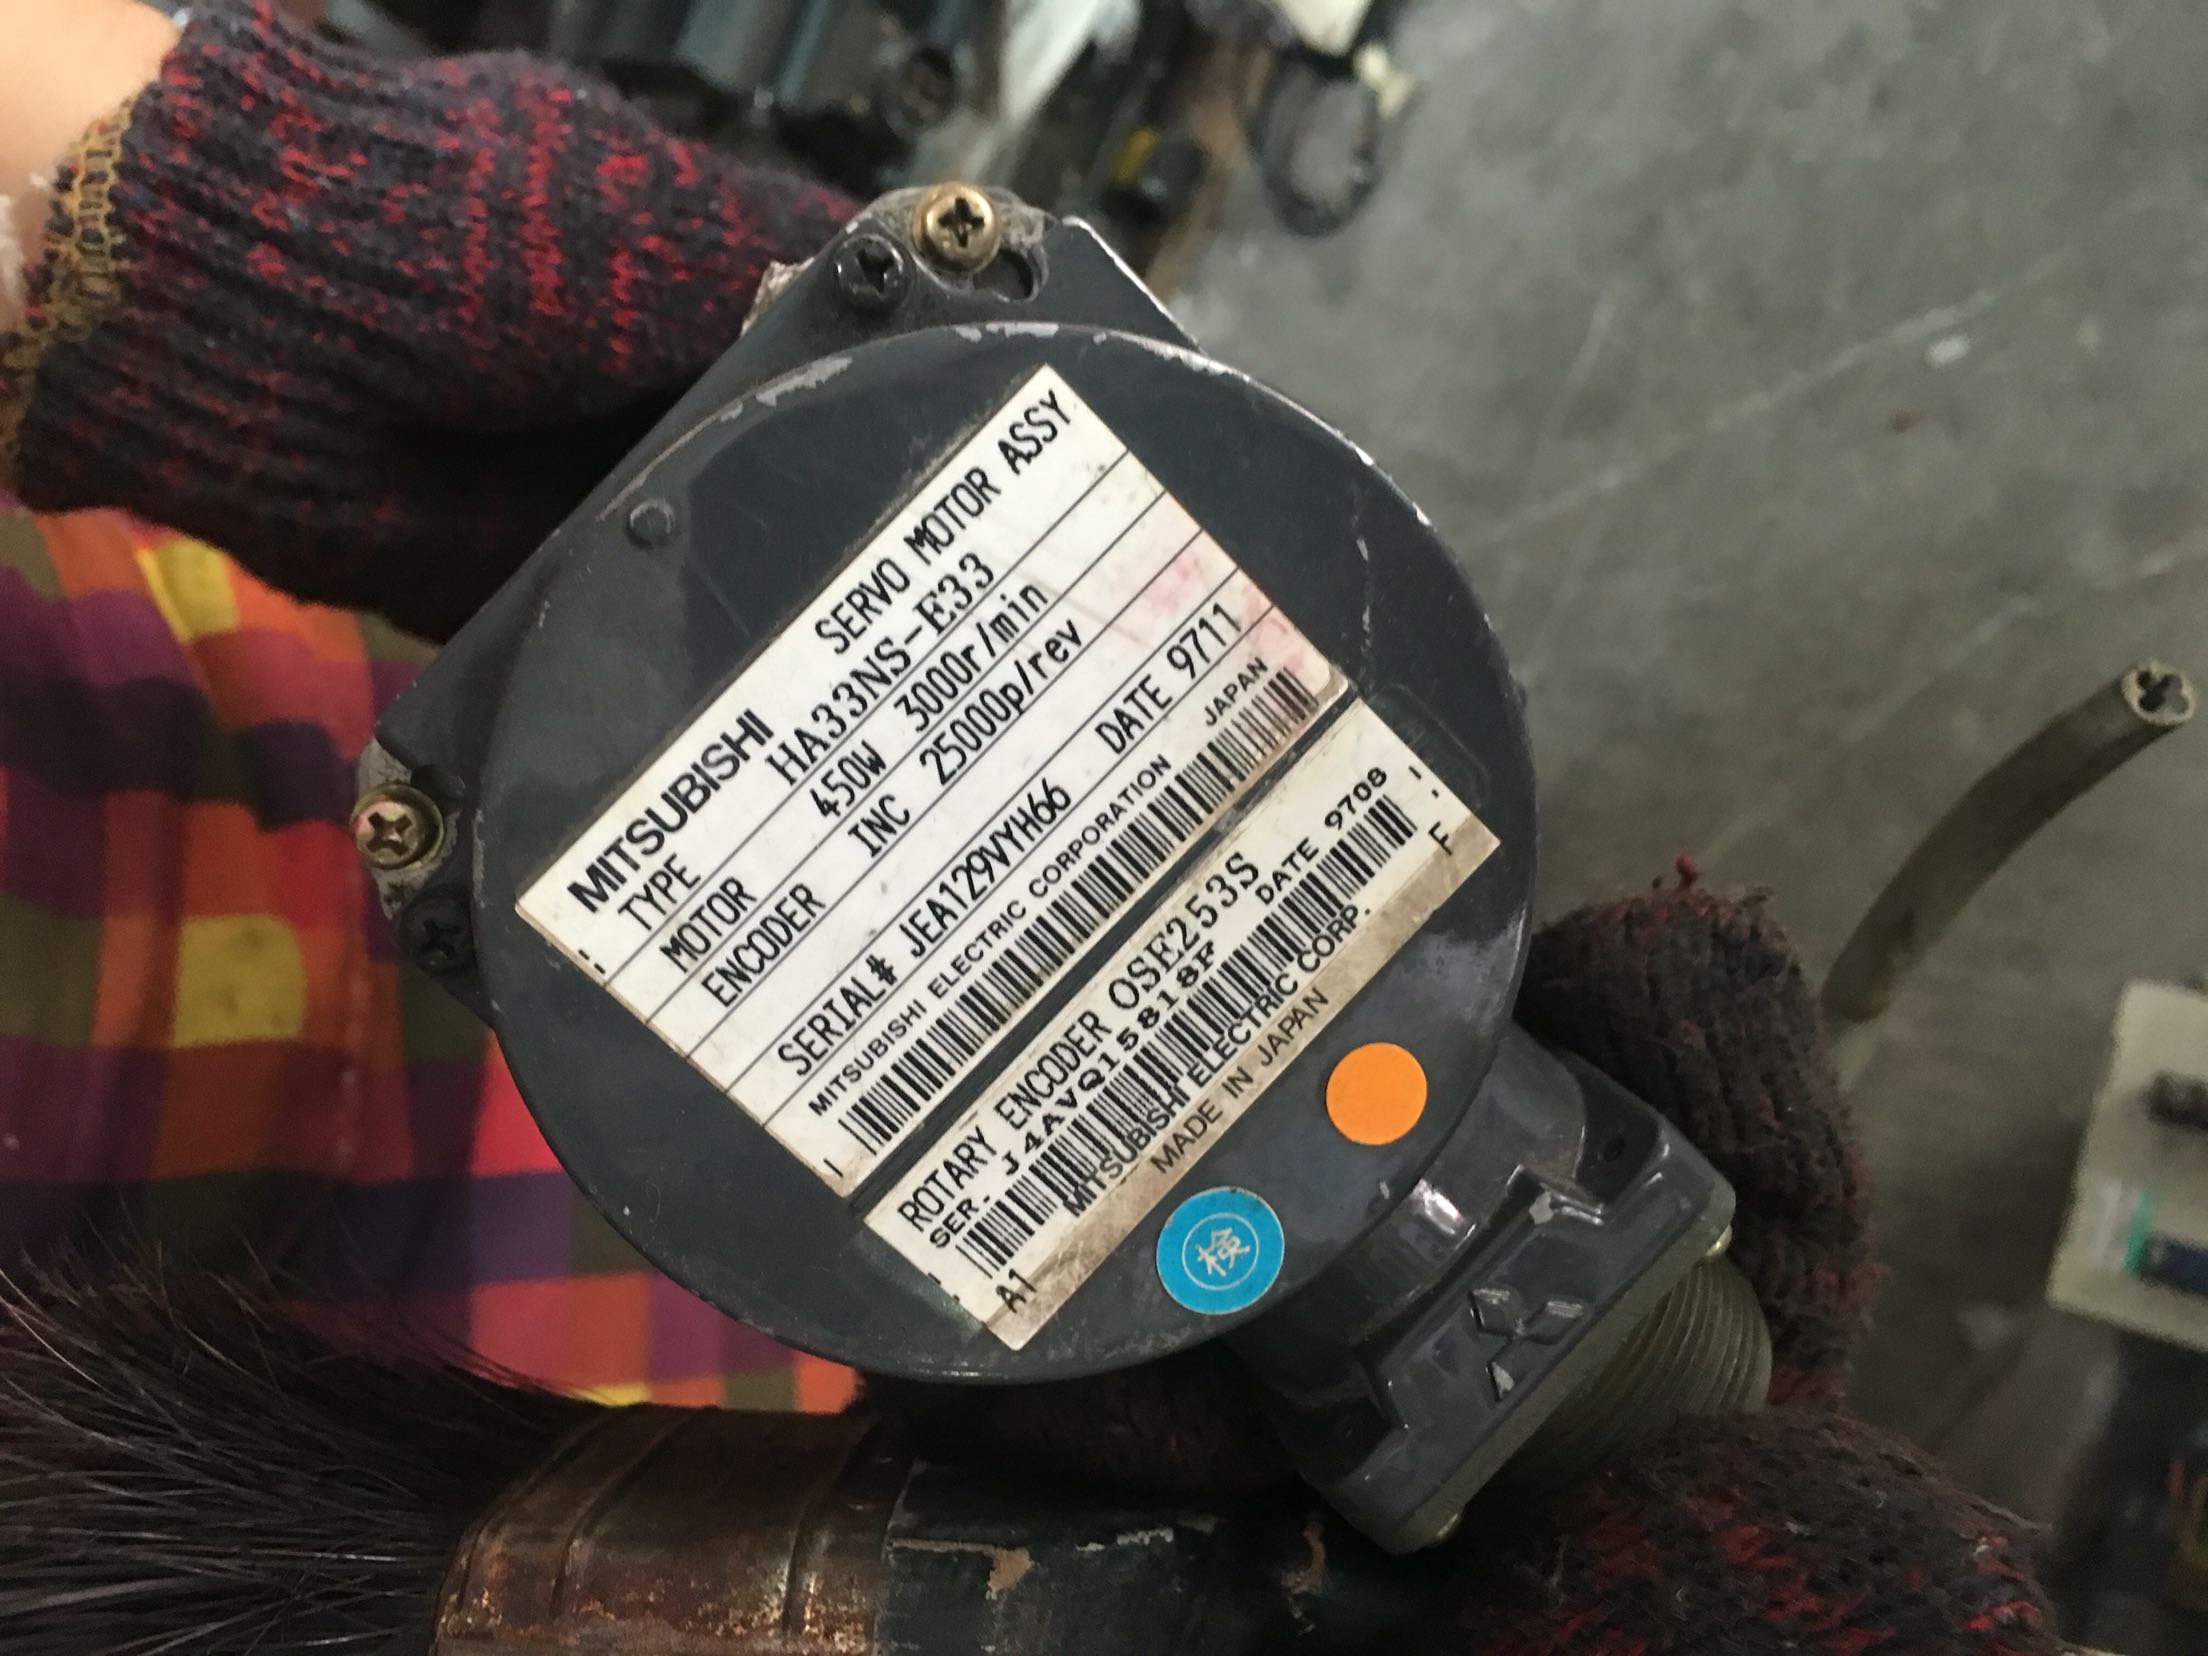 MITSUBISHI SERVO MOTOR ASSY
TYPE HA33NS-E33
MOTOR 450W 3000r/min
ENCODER INC 25000p/rev
SERIAL# JEA129VYH66 DATE 9711
MITSUBISHI ELECTRIC CORPORATION JAPAN
ROTARY ENCODER OSE253S
SER. J4AVQ15818F DATE 9708
MITSUBISHI ELECTRIC CORP.
A1 MADE IN JAPAN F
検